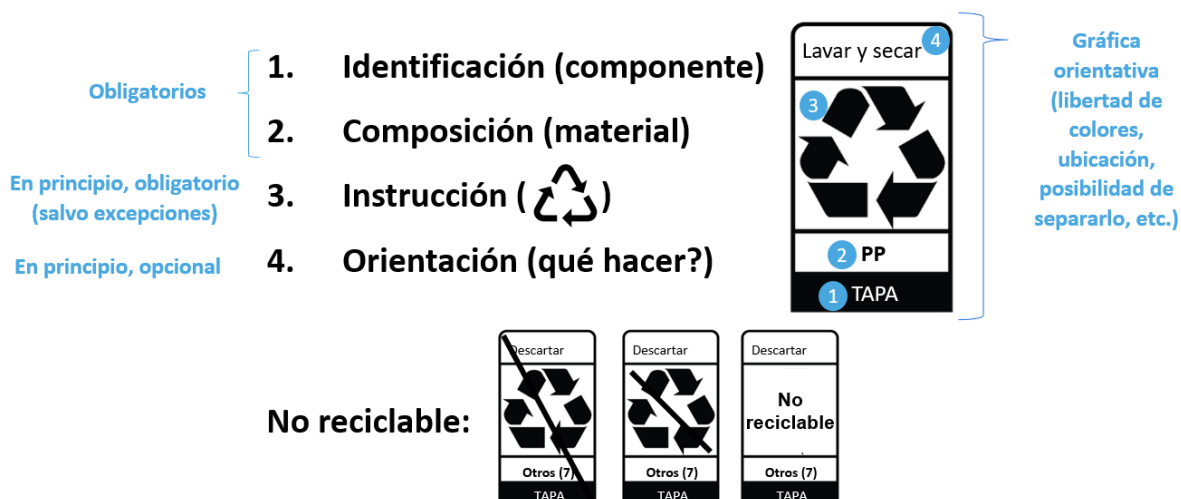 Obligatorios
1. Identificación (componente)
2. Composición (material)
En principio, obligatorio
(salvo excepciones)
3. Instrucción ( )
En principio, opcional
4. Orientación (qué hacer?)
Lavar y secar 4
3
2 PP
1 TAPA
Gráfica
orientativa
(libertad de
colores,
ubicación,
posibilidad de
separarlo, etc.)
No reciclable:
Descartar
Otros (7)
TAPA
Descartar
Otros (7)
TAPA
Descartar
No
reciclable
Otros (7)
TAPA